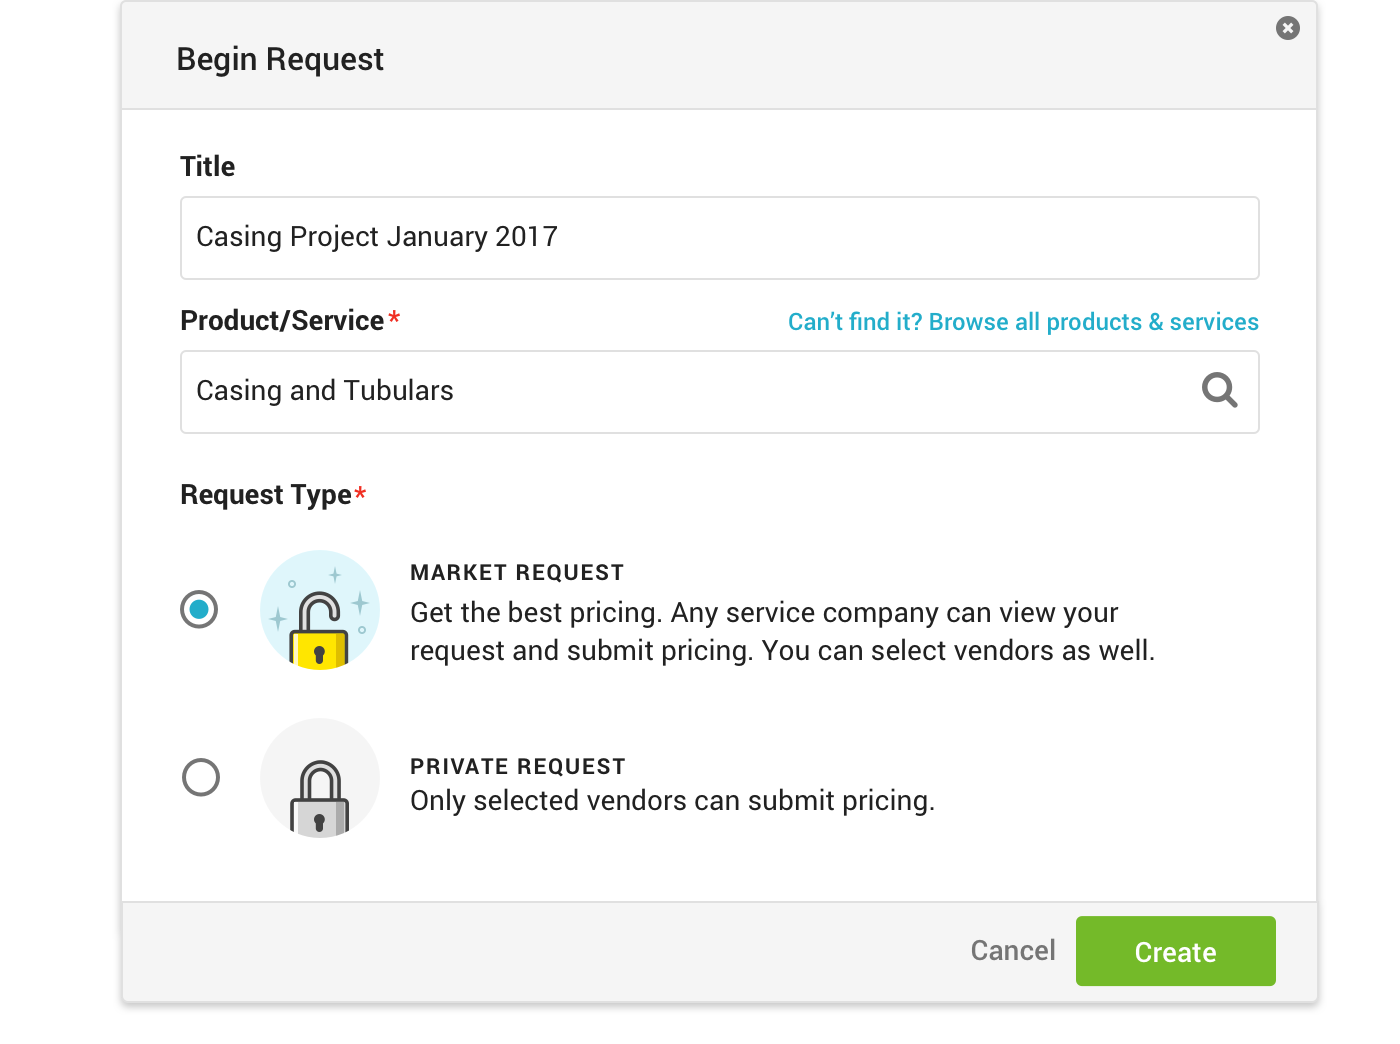 Begin Request
Title
Casing Project January 2017
Product/Service*
Can’t find it? Browse all products & services
Casing and Tubulars
Request Type*
MARKET REQUEST
Get the best pricing. Any service company can view your
request and submit pricing. You can select vendors as well.
PRIVATE REQUEST
Only selected vendors can submit pricing.
Cancel
Create